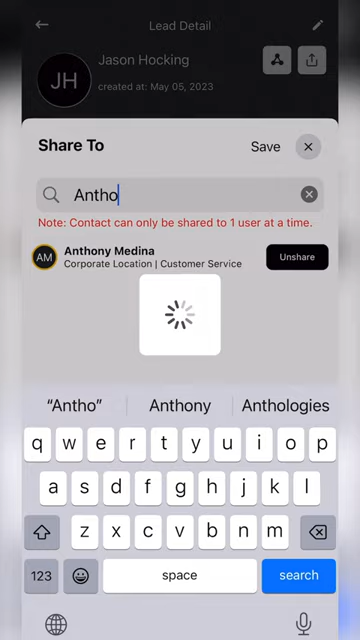 Lead Detail
JH
Jason Hocking
created at: May 05, 2023
Share To
Save
Antho
Note: Contact can only be shared to 1 user at a time.
AM
Anthony Medina
Corporate Location | Customer Service
Unshare
“Antho” Anthony Anthologies
q w e r t y u i o p
a s d f g h j k l
z x c v b n m
123 space search